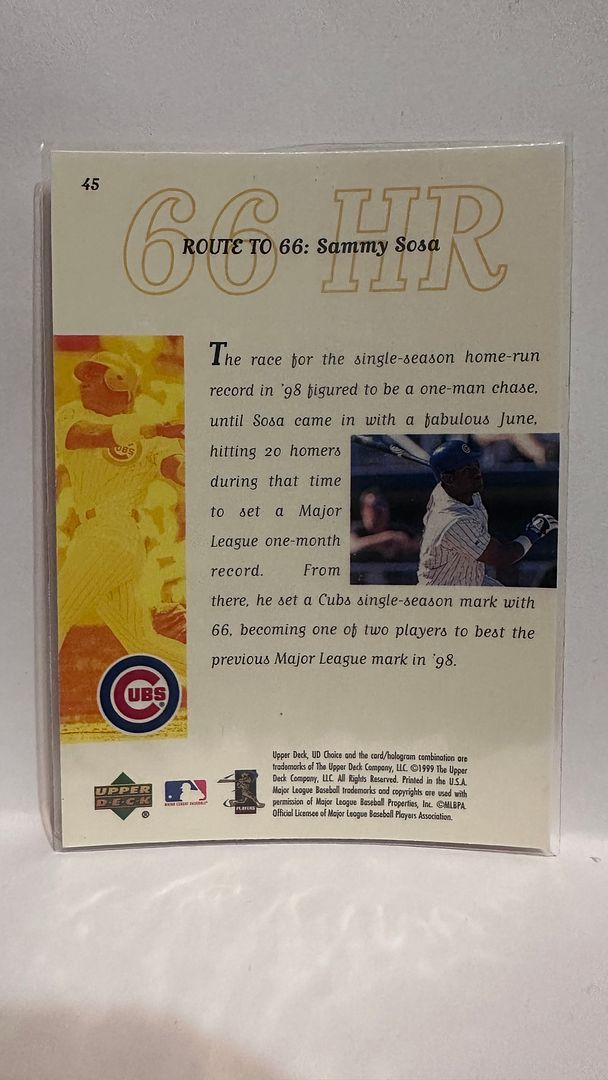 45
66 HR
ROUTE TO 66: Sammy Sosa
The race for the single-season home-run
record in '98 figured to be a one-man chase,
until Sosa came in with a fabulous June,
hitting 20 homers
during that time
to set a Major
League one-month
record. From
there, he set a Cubs single-season mark with
66, becoming one of two players to best the
previous Major League mark in '98.
CUBS
CUBS®
Upper Deck, UD Choice and the card/hologram combination are
trademarks of The Upper Deck Company, LLC. ©1999 The Upper
Deck Company, LLC. All Rights Reserved. Printed in the U.S.A.
Major League Baseball trademarks and copyrights are used with
permission of Major League Baseball Properties, Inc. ©MLBPA.
Official Licensee of Major League Baseball Players Association.
UPPER
DECK
®
MAJOR LEAGUE BASEBALL
PLAYERS